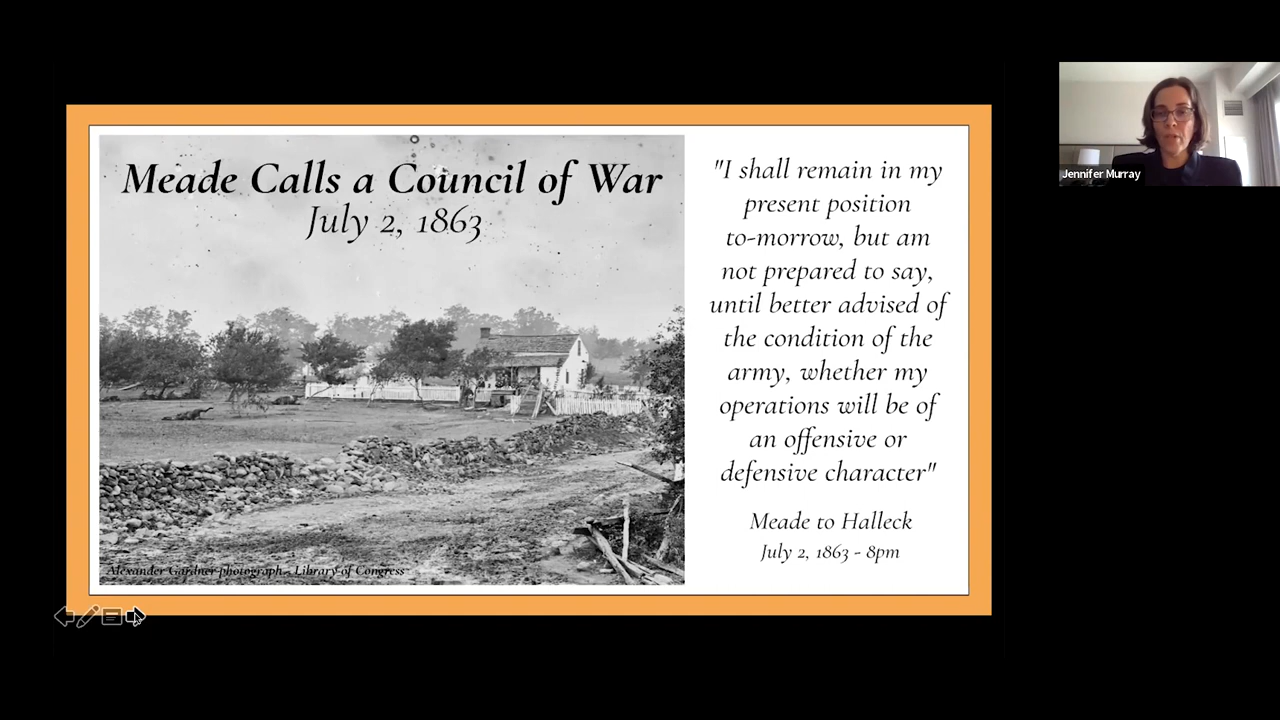 Meade Calls a Council of War
July 2, 1863
Alexander Gardner photograph - Library of Congress
"I shall remain in my
present position
to-morrow, but am
not prepared to say,
until better advised of
the condition of the
army, whether my
operations will be of
an offensive or
defensive character"
Meade to Halleck
July 2, 1863 - 8pm
Jennifer Murray